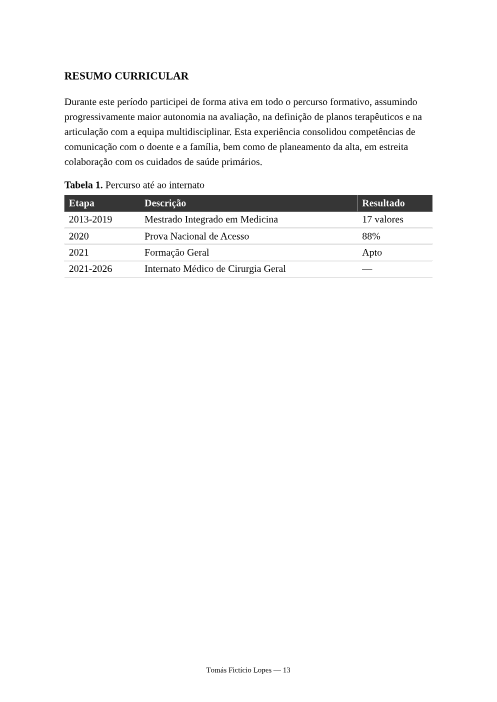 RESUMO CURRICULAR
Durante este período participei de forma ativa em todo o percurso formativo, assumindo
progressivamente maior autonomia na avaliação, na definição de planos terapêuticos e na
articulação com a equipa multidisciplinar. Esta experiência consolidou competências de
comunicação com o doente e a família, bem como de planeamento da alta, em estreita
colaboração com os cuidados de saúde primários.
Tabela 1. Percurso até ao internato
Etapa Descrição Resultado
2013-2019 Mestrado Integrado em Medicina 17 valores
2020 Prova Nacional de Acesso 88%
2021 Formação Geral Apto
2021-2026 Internato Médico de Cirurgia Geral —
Tomás Fictício Lopes — 13